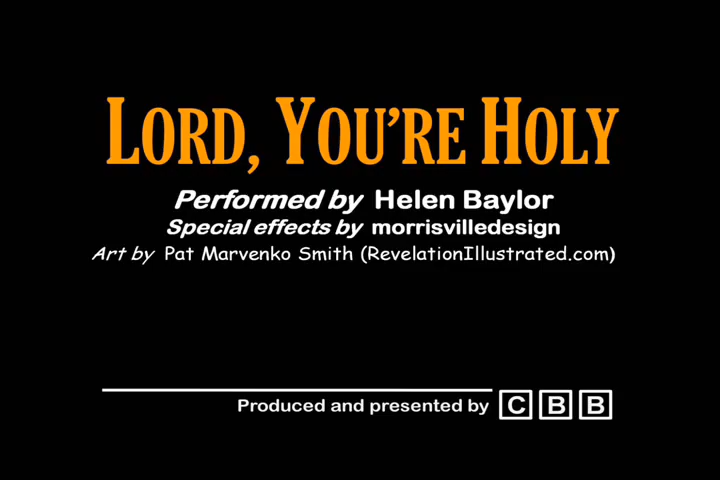 LORD, YOU'RE HOLY
Performed by Helen Baylor
Special effects by morrisvilledesign
Art by Pat Marvenko Smith (RevelationIllustrated.com)
Produced and presented by C B B